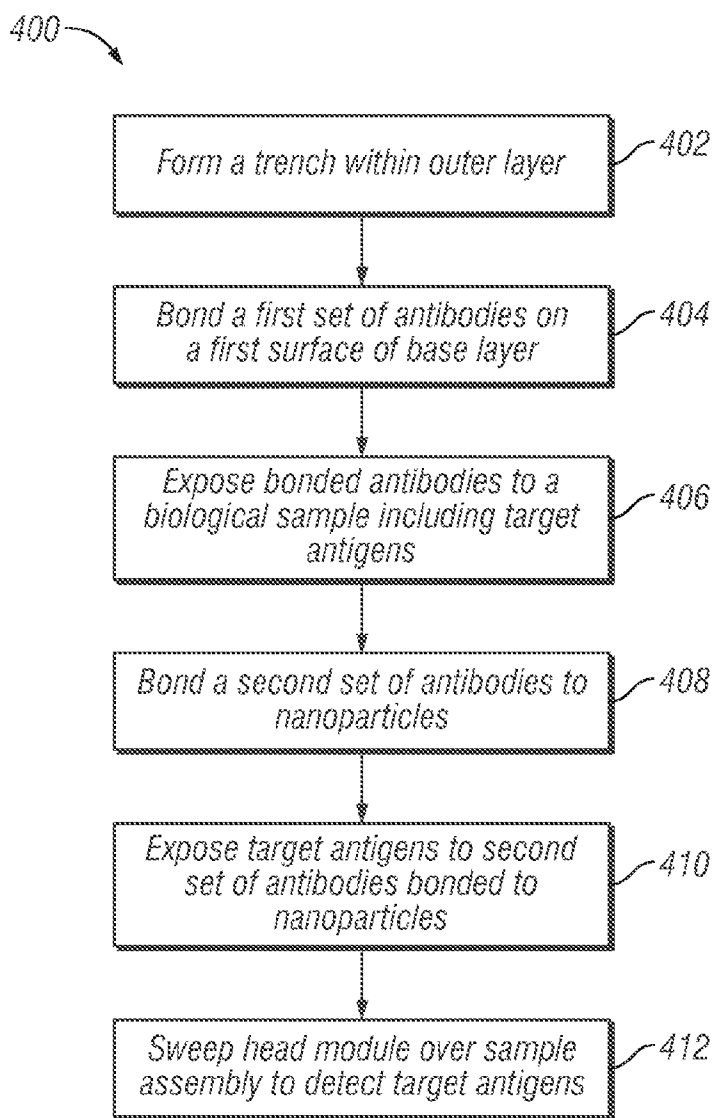 400
Form a trench within outer layer
402
Bond a first set of antibodies on
a first surface of base layer
404
Expose bonded antibodies to a
biological sample including target
antigens
406
Bond a second set of antibodies to
nanoparticles
408
Expose target antigens to second
set of antibodies bonded to
nanoparticles
410
Sweep head module over sample
assembly to detect target antigens
412